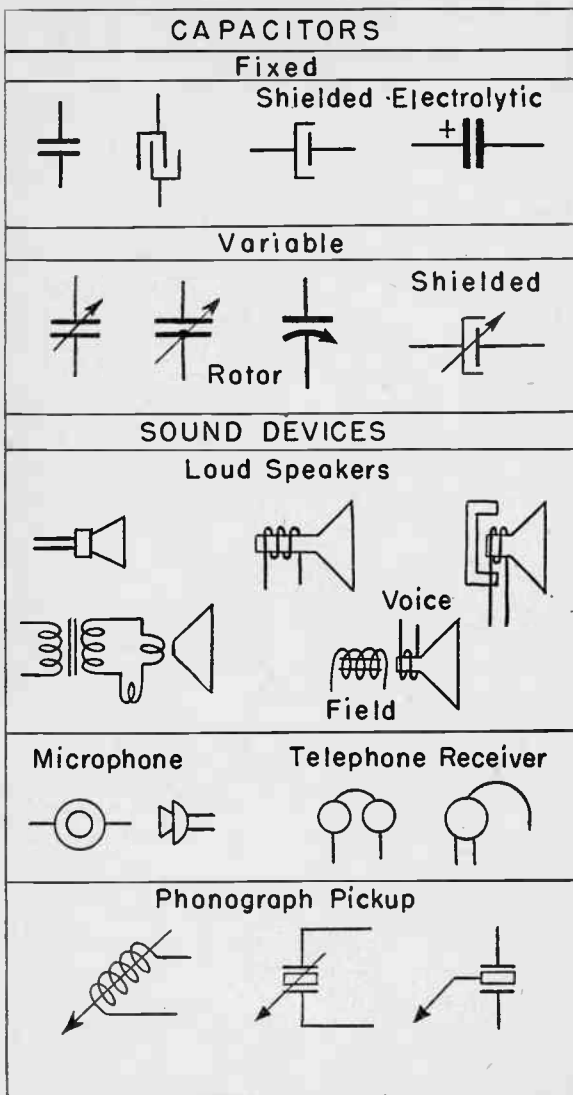 CAPACITORS
Fixed
Shielded Electrolytic
+
Variable
Shielded
Rotor
SOUND DEVICES
Loud Speakers
Voice
Field
Microphone Telephone Receiver
Phonograph Pickup